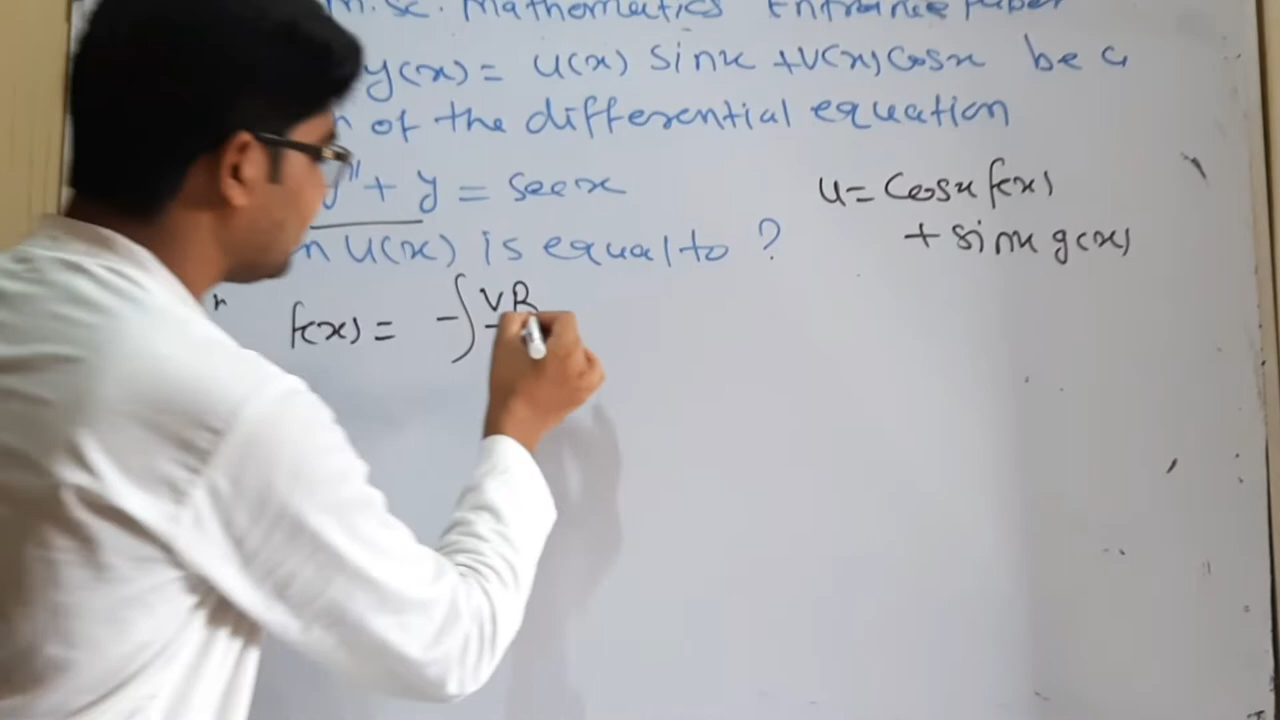 M.Sc. Mathematics Entrance paper
y(x) = u(x) sinx + v(x) cosx be a
of the differential equation
y'' + y = secx
u(x) is equal to ?
u = cosx f(x)
+ sinx g(x)
f(x) = -∫ VR